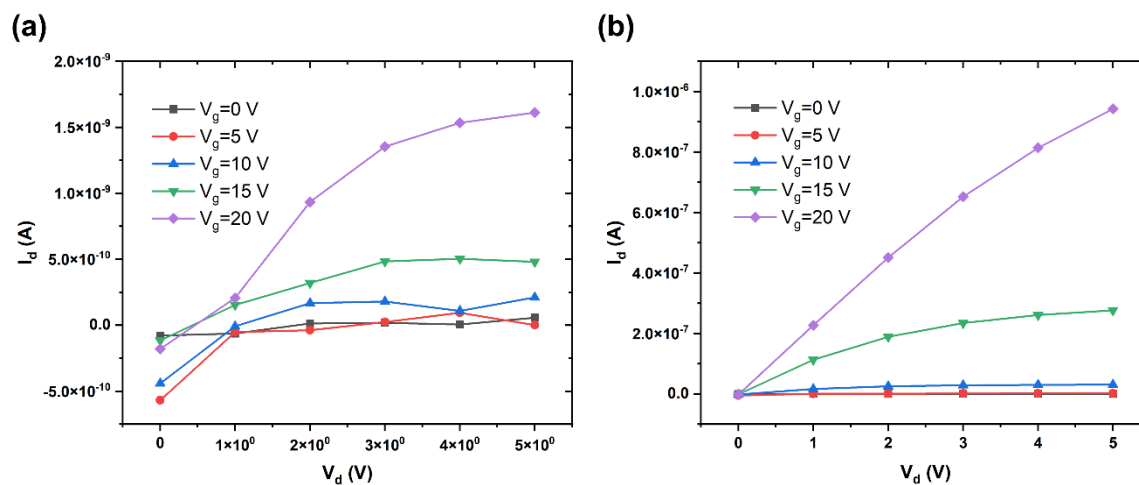 (a)
2.0×10⁻⁹
1.5×10⁻⁹
1.0×10⁻⁹
5.0×10⁻¹⁰
0.0
-5.0×10⁻¹⁰
I_d (A)
V_g=0 V
V_g=5 V
V_g=10 V
V_g=15 V
V_g=20 V
0 1×10⁰ 2×10⁰ 3×10⁰ 4×10⁰ 5×10⁰
V_d (V)
(b)
1.0×10⁻⁶
8.0×10⁻⁷
6.0×10⁻⁷
4.0×10⁻⁷
2.0×10⁻⁷
0.0
I_d (A)
V_g=0 V
V_g=5 V
V_g=10 V
V_g=15 V
V_g=20 V
0 1 2 3 4 5
V_d (V)